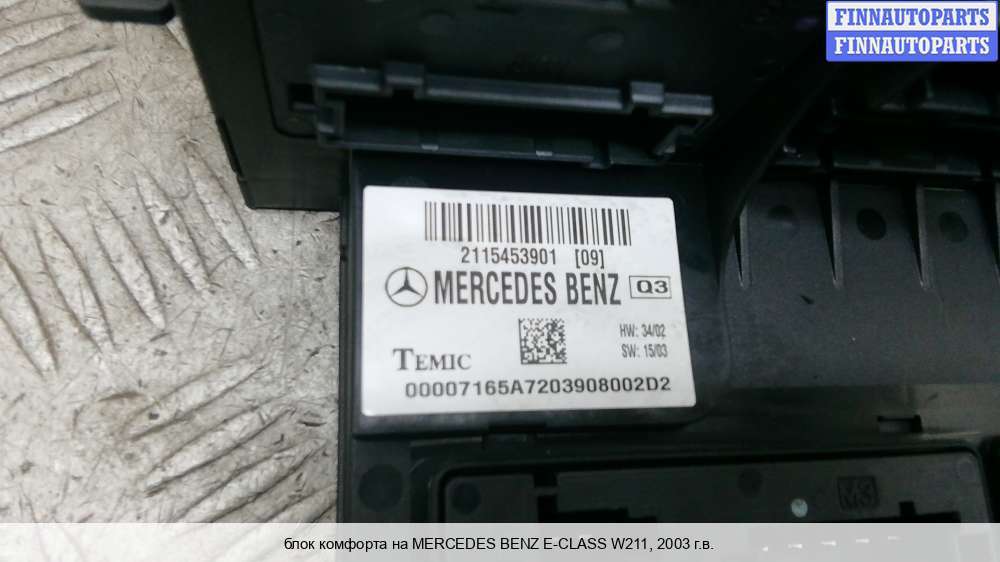 FINNAUTOPARTS
FINNAUTOPARTS
2115453901 [09]
MERCEDES BENZ Q3
HW: 34/02
SW: 15/03
TEMIC
00007165A7203908002D2
M3
блок комфорта на MERCEDES BENZ E-CLASS W211, 2003 г.в.